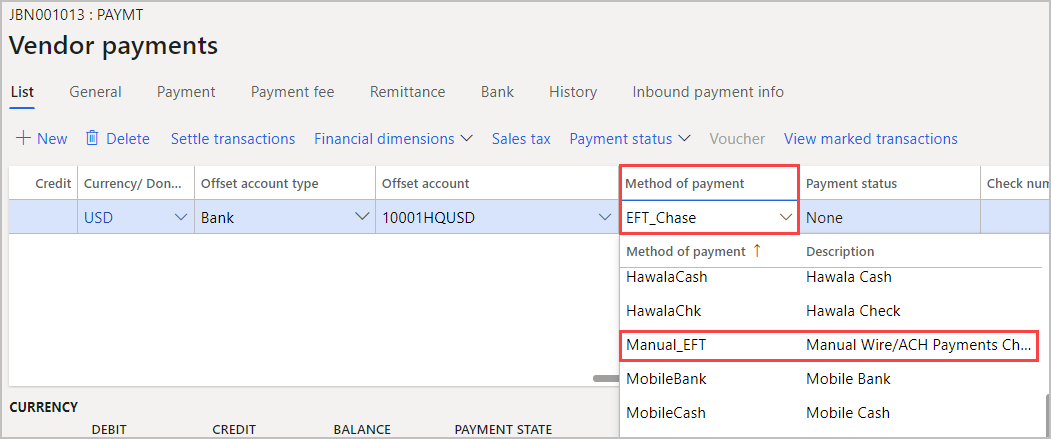 JBN001013 : PAYMT
Vendor payments
List General Payment Payment fee Remittance Bank History Inbound payment info
New Delete Settle transactions Financial dimensions Sales tax Payment status Voucher View marked transactions
Credit Currency/ Don... Offset account type Offset account Method of payment Payment status Check num
USD Bank 10001HQUSD EFT_Chase None
Method of payment ↑ Description
HawalaCash Hawala Cash
HawalaChk Hawala Check
Manual_EFT Manual Wire/ACH Payments Ch...
MobileBank Mobile Bank
MobileCash Mobile Cash
CURRENCY
DEBIT CREDIT BALANCE PAYMENT STATE